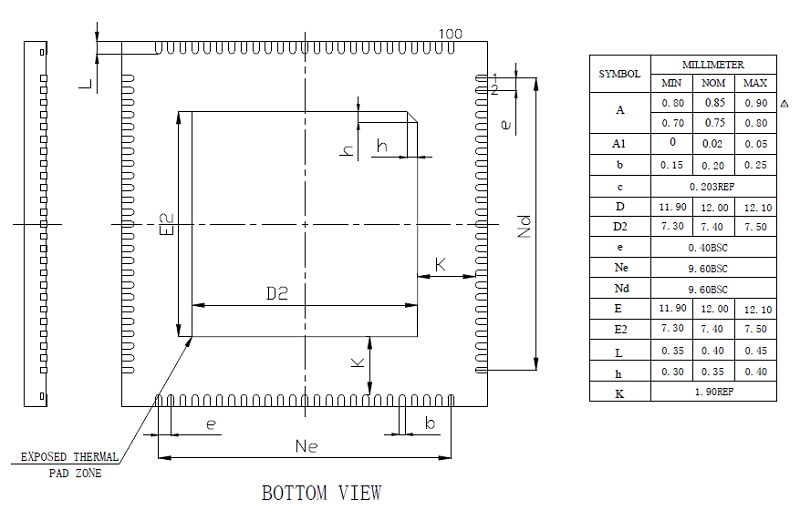 100
L
1
2
e
h
h
E2
Nd
K
D2
K
e
b
Ne
EXPOSED THERMAL
PAD ZONE
BOTTOM VIEW
SYMBOL MILLIMETER
MIN NOM MAX
A 0.80 0.85 0.90
0.70 0.75 0.80
A1 0 0.02 0.05
b 0.15 0.20 0.25
c 0.203REF
D 11.90 12.00 12.10
D2 7.30 7.40 7.50
e 0.40BSC
Ne 9.60BSC
Nd 9.60BSC
E 11.90 12.00 12.10
E2 7.30 7.40 7.50
L 0.35 0.40 0.45
h 0.30 0.35 0.40
K 1.90REF